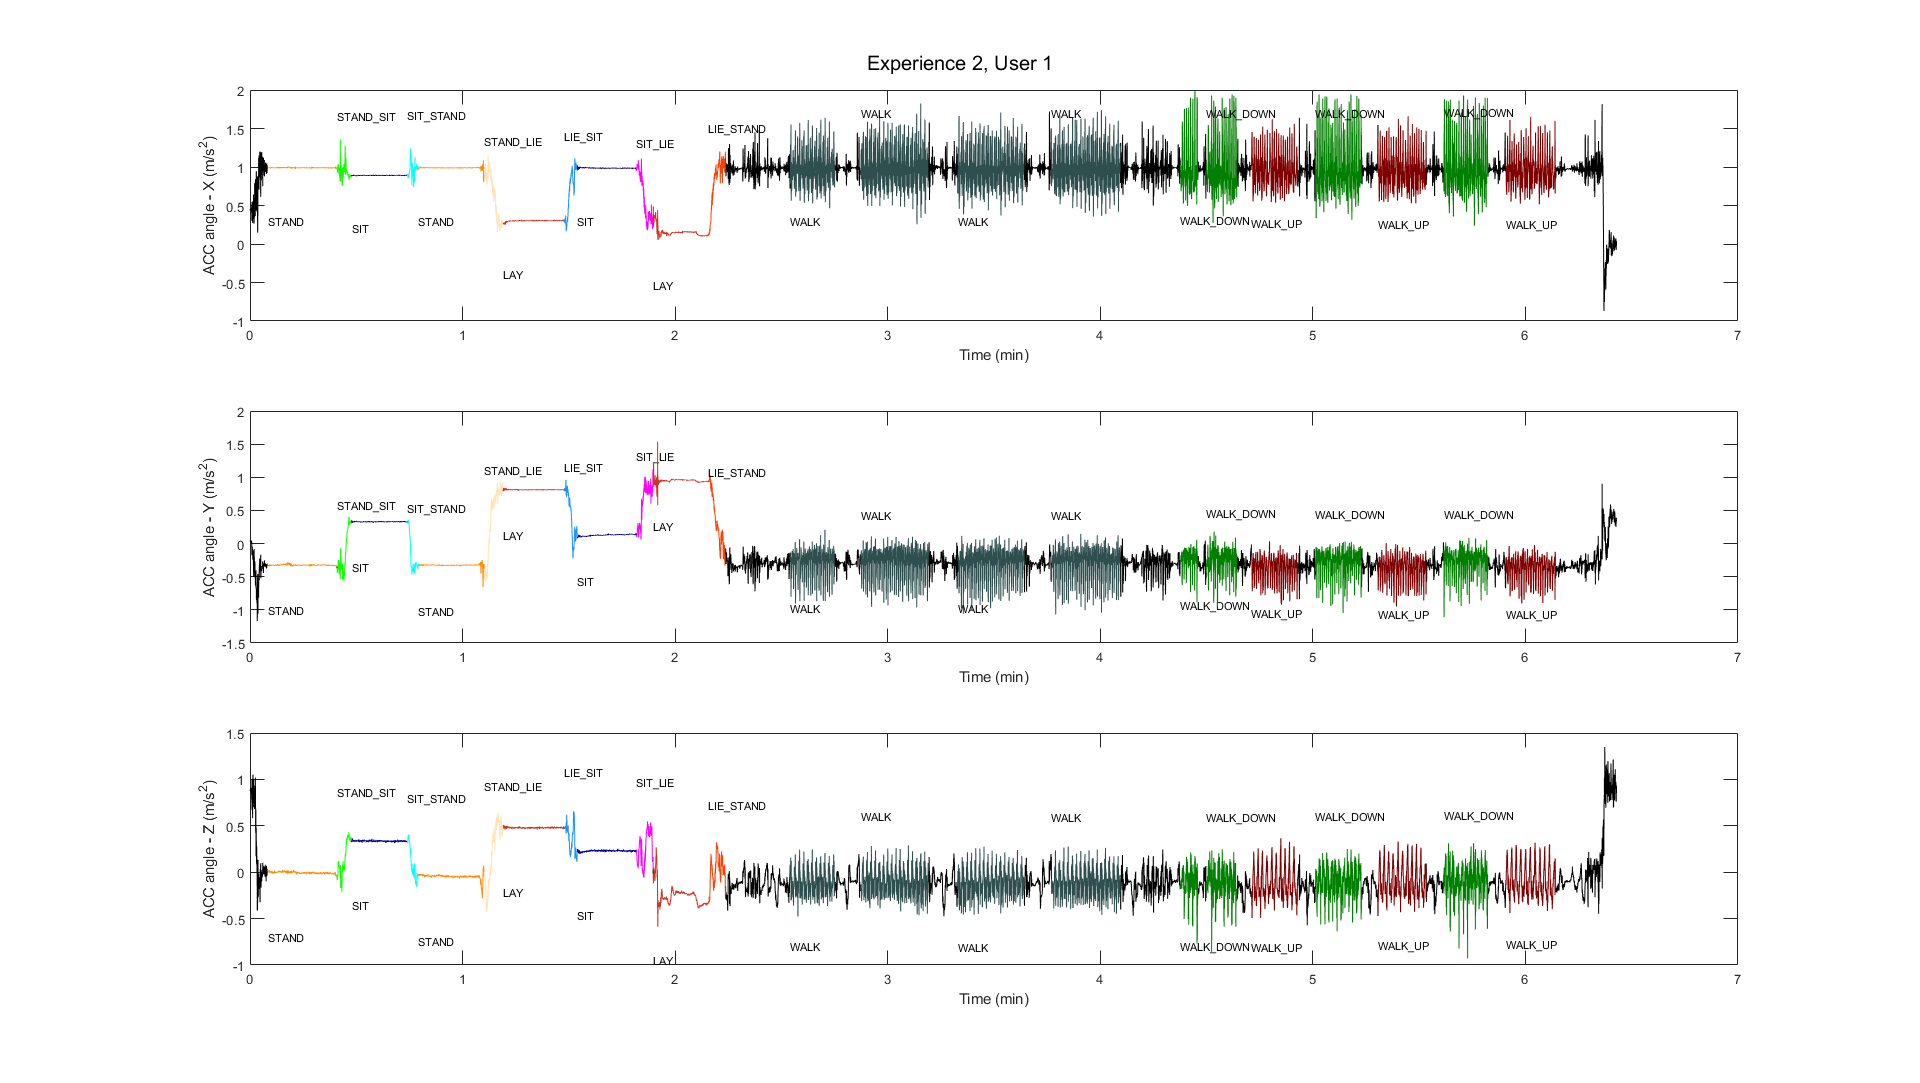 Experience 2, User 1
ACC angle - X (m/s²)
2
1.5
1
0.5
0
-0.5
-1
STAND_SIT SIT_STAND STAND_LIE LIE_SIT SIT_LIE LIE_STAND WALK WALK WALK_DOWN WALK_DOWN WALK_DOWN
STAND SIT STAND LAY SIT LAY WALK WALK WALK_DOWN WALK_UP WALK_UP WALK_UP
0 1 2 3 4 5 6 7
Time (min)
ACC angle - Y (m/s²)
2
1.5
1
0.5
0
-0.5
-1
-1.5
STAND_SIT SIT_STAND STAND_LIE LIE_SIT SIT_LIE LIE_STAND WALK WALK WALK_DOWN WALK_DOWN WALK_DOWN
STAND SIT STAND LAY SIT LAY WALK WALK WALK_DOWN WALK_UP WALK_UP WALK_UP
0 1 2 3 4 5 6 7
Time (min)
ACC angle - Z (m/s²)
1.5
1
0.5
0
-0.5
-1
STAND_SIT SIT_STAND STAND_LIE LIE_SIT SIT_LIE LIE_STAND WALK WALK WALK_DOWN WALK_DOWN WALK_DOWN
STAND SIT STAND LAY SIT LAY WALK WALK WALK_DOWN WALK_UP WALK_UP WALK_UP
0 1 2 3 4 5 6 7
Time (min)